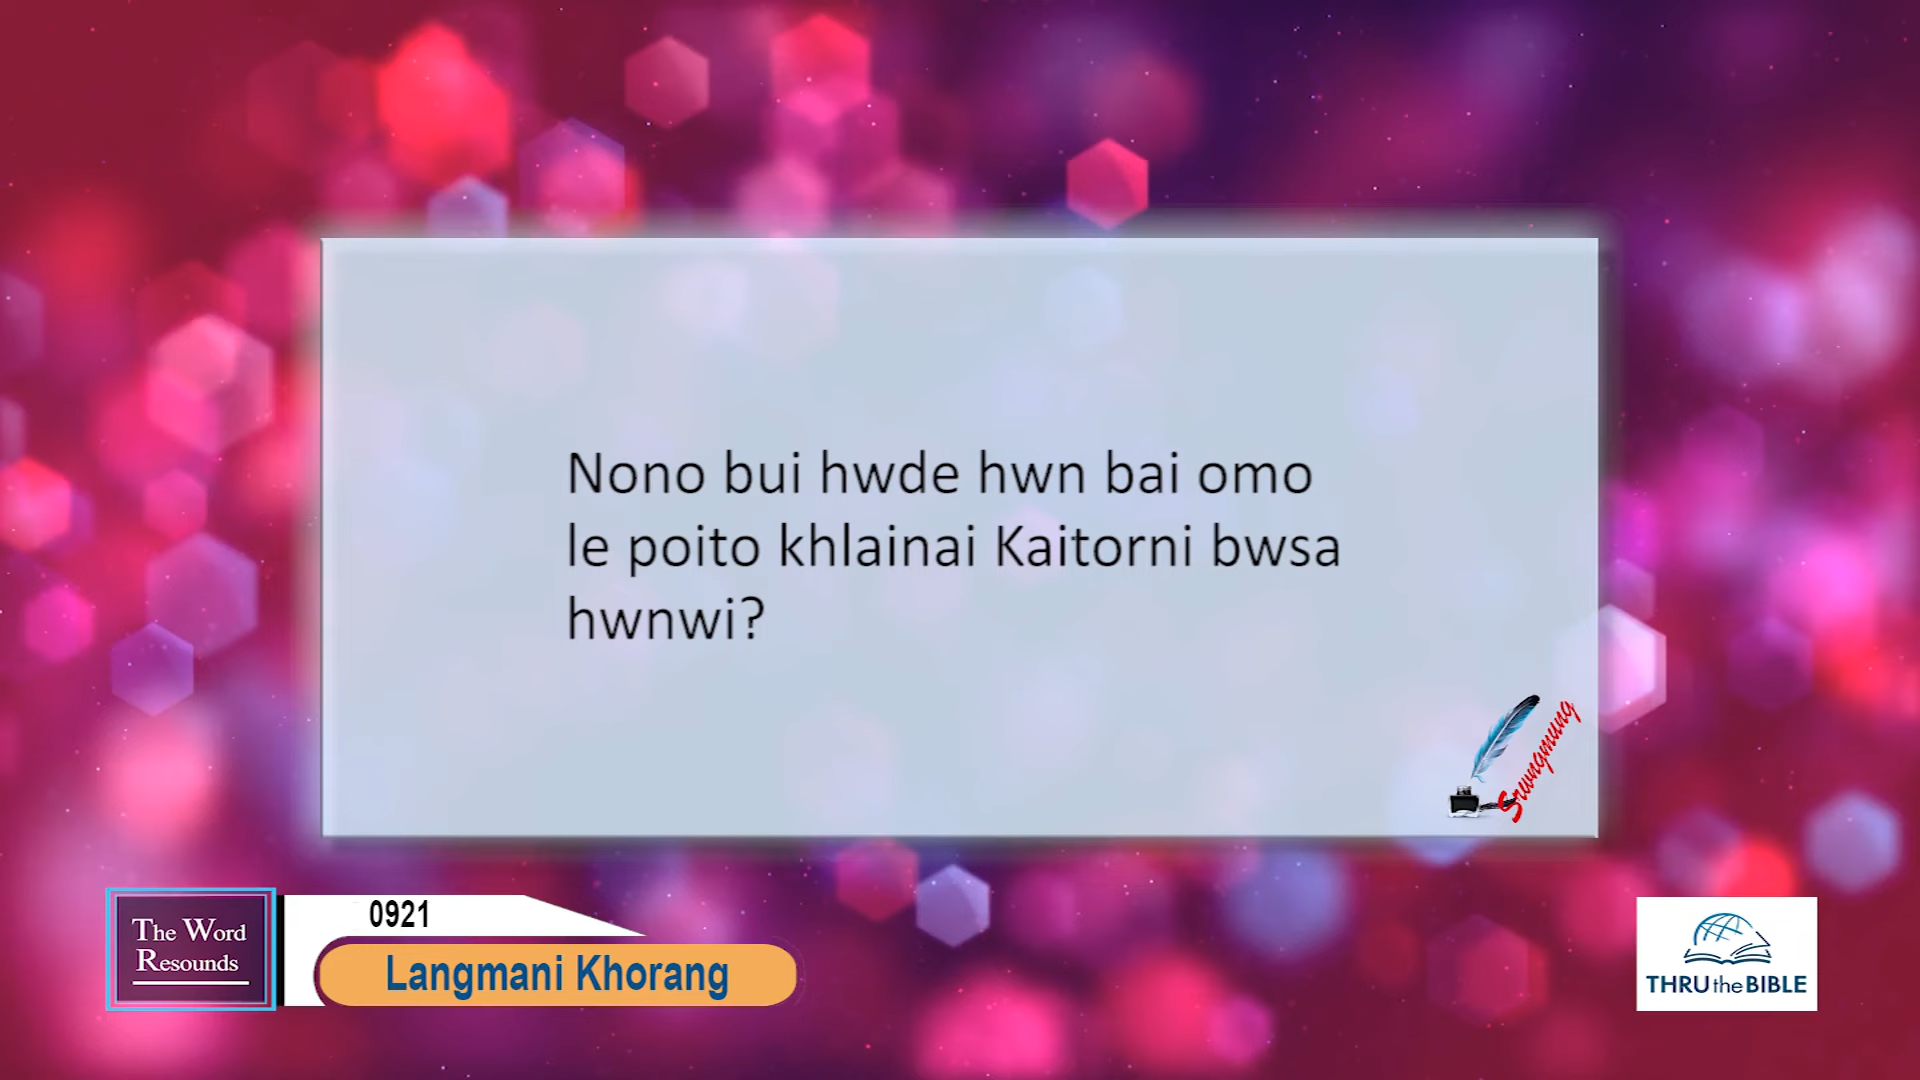 Nono bui hwde hwn bai omo
le poito khlainai Kaitorni bwsa
hwnwi?
Srwngmung
The Word
Resounds
0921
Langmani Khorang
THRU the BIBLE